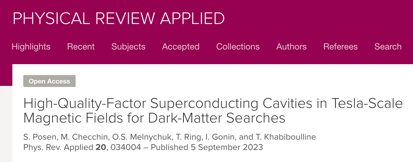 PHYSICAL REVIEW APPLIED
Highlights Recent Subjects Accepted Collections Authors Referees Search
Open Access
High-Quality-Factor Superconducting Cavities in Tesla-Scale
Magnetic Fields for Dark-Matter Searches
S. Posen, M. Checchin, O.S. Melnychuk, T. Ring, I. Gonin, and T. Khabiboulline
Phys. Rev. Applied 20, 034004 – Published 5 September 2023